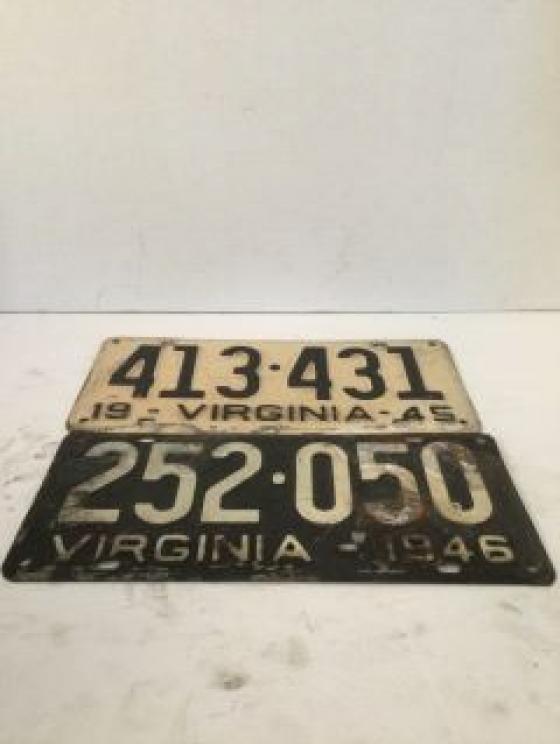 413·431
19 - VIRGINIA - 45
252·050
VIRGINIA - 1946